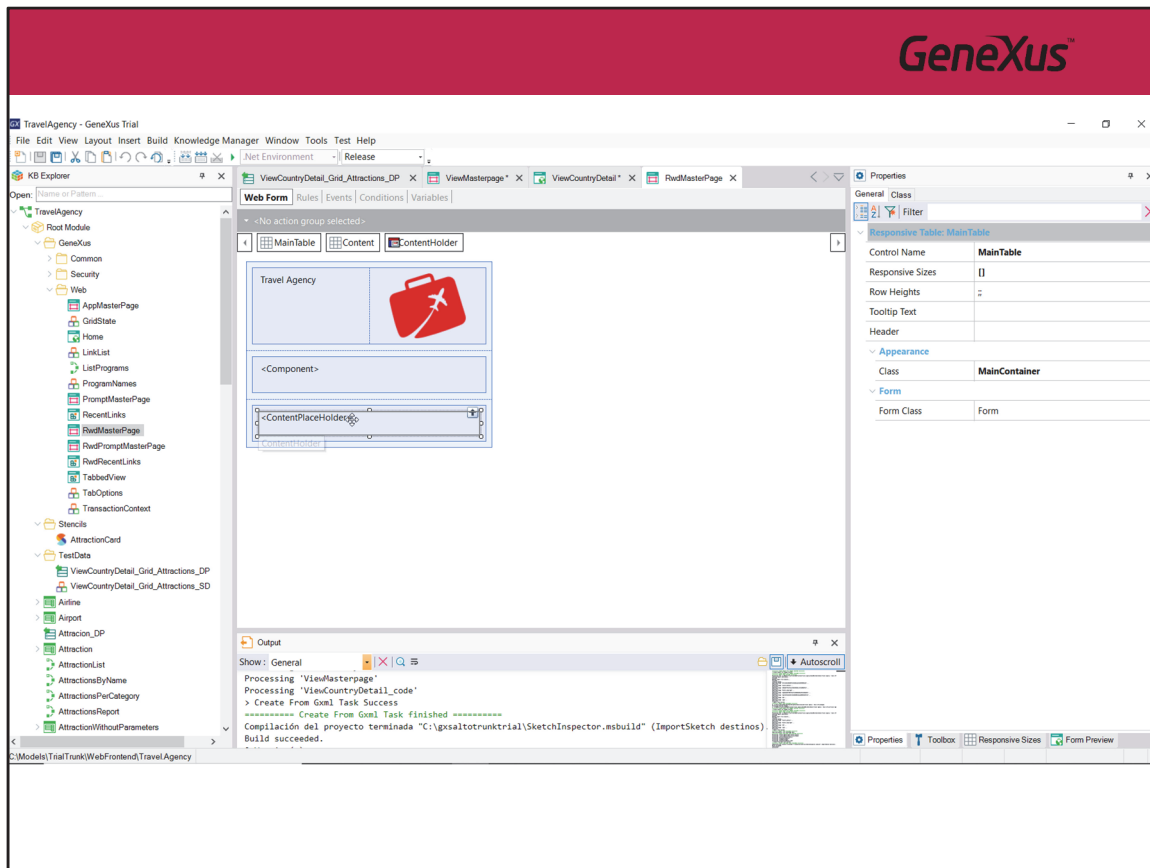 GeneXus™
GX TravelAgency - GeneXus Trial
File Edit View Layout Insert Build Knowledge Manager Window Tools Test Help
.Net Environment Release
KB Explorer
Open: Name or Pattern...
TravelAgency
Root Module
GeneXus
Common
Security
Web
AppMasterPage
GridState
Home
LinkList
ListPrograms
ProgramNames
PromptMasterPage
RecentLinks
RwdMasterPage
RwdPromptMasterPage
RwdRecentLinks
TabbedView
TabOptions
TransactionContext
Stencils
AttractionCard
TestData
ViewCountryDetail_Grid_Attractions_DP
ViewCountryDetail_Grid_Attractions_SD
Airline
Airport
Attracion_DP
Attraction
AttractionList
AttractionsByName
AttractionsPerCategory
AttractionsReport
AttractionWithoutParameters
ViewCountryDetail_Grid_Attractions_DP ViewMasterpage * ViewCountryDetail * RwdMasterPage
Web Form Rules Events Conditions Variables
<No action group selected>
MainTable Content ContentHolder
Travel Agency
<Component>
<ContentPlaceHolder>
ContentHolder
Output
Show: General Autoscroll
Processing 'ViewMasterpage'
Processing 'ViewCountryDetail_code'
> Create From Gxml Task Success
========== Create From Gxml Task finished ==========
Compilación del proyecto terminada "C:\gxsaltotrunktrial\SketchInspector.msbuild" (ImportSketch destinos).
Build succeeded.
Properties
General Class
Filter
Responsive Table: MainTable
Control Name MainTable
Responsive Sizes []
Row Heights ;;
Tooltip Text
Header
Appearance
Class MainContainer
Form
Form Class Form
Properties Toolbox Responsive Sizes Form Preview
C:\Models\TrialTrunk\WebFrontend\Travel.Agency